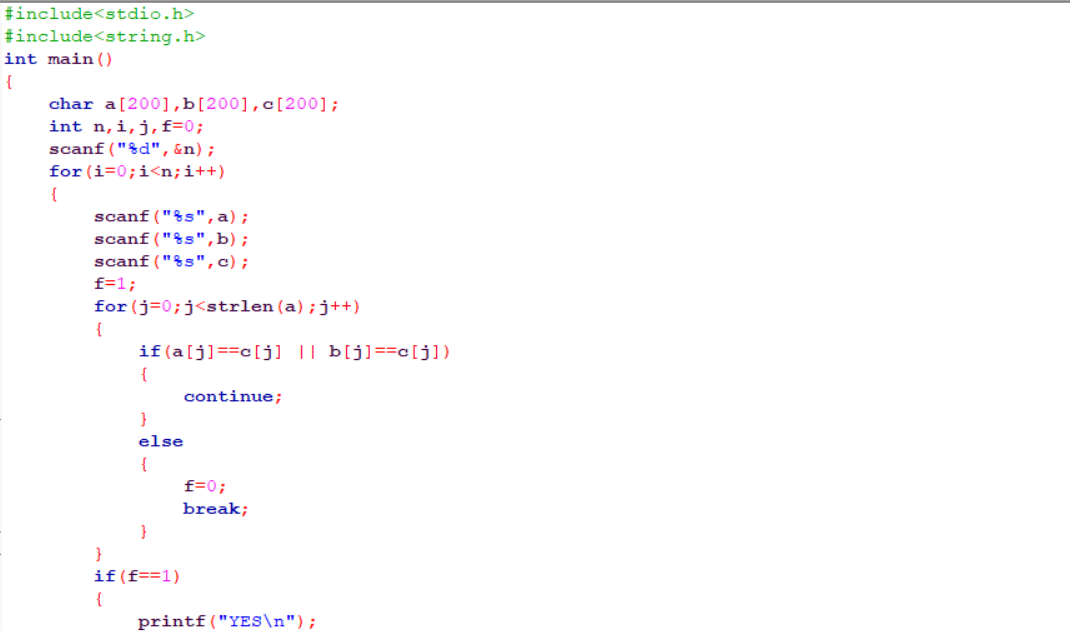 #include<stdio.h>
#include<string.h>
int main()
{
    char a[200],b[200],c[200];
    int n,i,j,f=0;
    scanf("%d",&n);
    for(i=0;i<n;i++)
    {
        scanf("%s",a);
        scanf("%s",b);
        scanf("%s",c);
        f=1;
        for(j=0;j<strlen(a);j++)
        {
            if(a[j]==c[j] || b[j]==c[j])
            {
                continue;
            }
            else
            {
                f=0;
                break;
            }
        }
        if(f==1)
        {
            printf("YES\n");